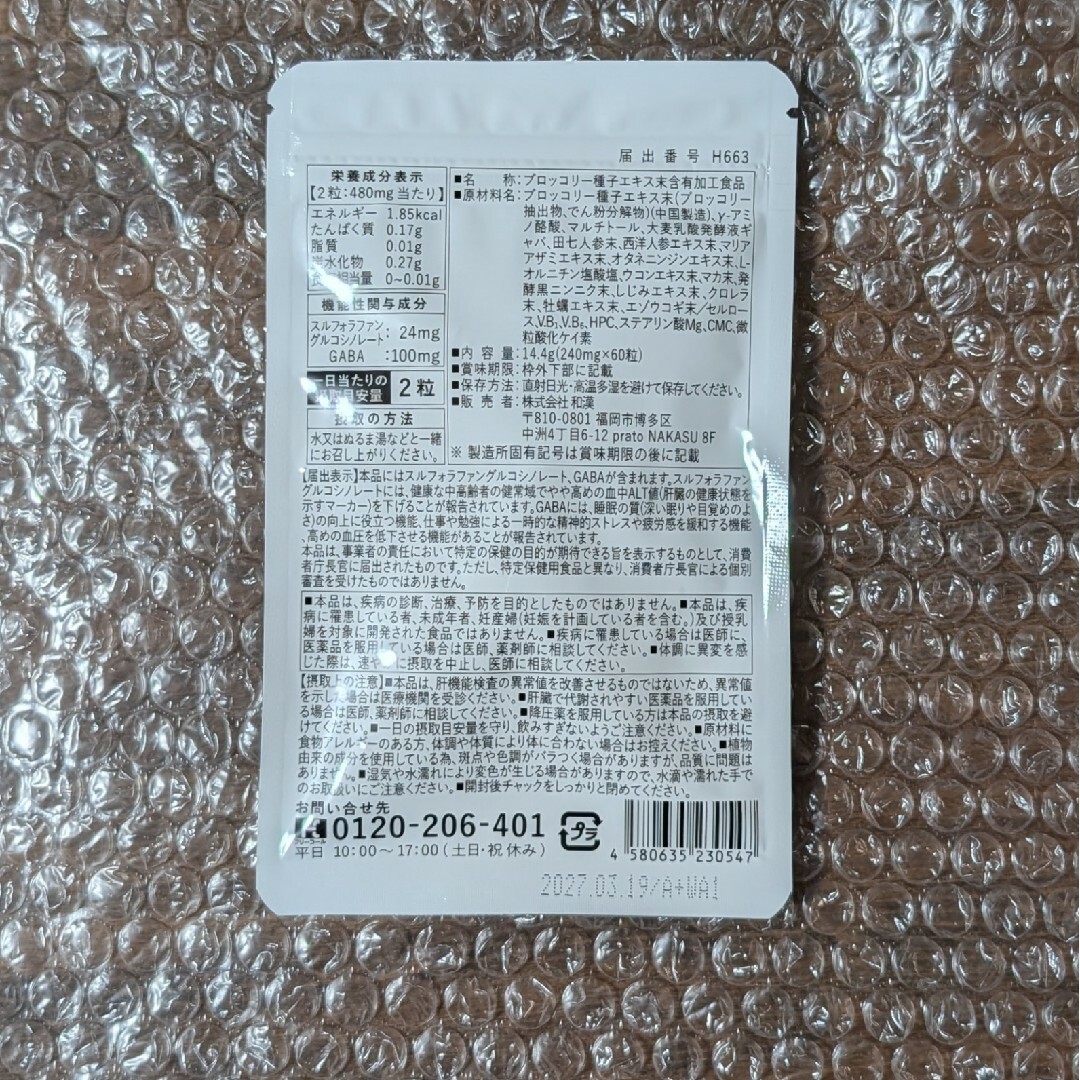 届出番号 H663
栄養成分表示
【2粒:480mg当たり】
エネルギー 1.85kcal
たんぱく質 0.17g
脂質 0.01g
炭水化物 0.27g
相当量 0~0.01g
機能性関与成分
スルフォラファン
グルコシノレート : 24mg
GABA :100mg
一日当たりの
目安量 2粒
摂取の方法
水又はぬるま湯などと一緒
にお召し上がりください。
■名 称:ブロッコリー種子エキス末含有加工食品
■原材料名:ブロッコリー種子エキス末(ブロッコリー
抽出物、でん粉分解物)(中国製造)、γ-アミ
ノ酪酸、マルチトール、大麦乳酸発酵液ギ
ャバ、田七人参末、西洋人参エキス末、マリア
アザミエキス末、オタネニンジンエキス末、L-
オルニチン塩酸塩、ウコンエキス末、マカ末、発
酵黒ニンニク末、しじみエキス末、クロレラ
末、牡蠣エキス末、エゾウコギ末/セルロー
ス、V.B₁、V.B₆、HPC、ステアリン酸Mg、CMC、微
粒酸化ケイ素
■内 容 量:14.4g(240mg×60粒)
■賞味期限:枠外下部に記載
■保存方法:直射日光・高温多湿を避けて保存してください。
■販 売 者:株式会社 和漢
〒810-0801 福岡市博多区
中洲4丁目6-12 prato NAKASU 8F
※ 製造所固有記号は賞味期限の後に記載
【届出表示】本品にはスルフォラファングルコシノレート、GABAが含まれます。スルフォラファン
グルコシノレートには、健康な中高齢者の健常域でやや高めの血中ALT値(肝臓の健康状態を
示すマーカー)を下げることが報告されています。GABAには、睡眠の質(深い眠りや目覚めのよ
さ)の向上に役立つ機能、仕事や勉強による一時的な精神的ストレスや疲労感を緩和する機能
、高めの血圧を低下させる機能があることが報告されています。
本品は、事業者の責任において特定の保健の目的が期待できる旨を表示するものとして、消費
者庁長官に届出されたものです。ただし、特定保健用食品と異なり、消費者庁長官による個別
審査を受けたものではありません。
■本品は、疾病の診断、治療、予防を目的としたものではありません。■本品は、疾
病に罹患している者、未成年者、妊産婦(妊娠を計画している者を含む。)及び授乳
婦を対象に開発された食品ではありません。■疾病に罹患している場合は医師に、
医薬品を服用している場合は医師、薬剤師に相談してください。■体調に異変を感
じた際は、速やかに摂取を中止し、医師に相談してください。
【摂取上の注意】■本品は、肝機能検査の異常値を改善させるものではないため、異常値
を示した場合は医療機関を受診ください。■肝臓で代謝されやすい医薬品を服用してい
る場合は医師、薬剤師に相談してください。■降圧薬を服用している方は本品の摂取を避
けてください。■一日の摂取目安量を守り、飲みすぎないようご注意ください。■原材料に
食物アレルギーのある方、体調や体質により体に合わない場合はお控えください。■植物
由来の成分を使用している為、斑点や色調がバラつく場合がありますが、品質に問題は
ありません。■湿気や水濡れにより変色が生じる場合がありますので、水滴や濡れた手で
のお取扱いにご注意ください。■開封後チャックをしっかりと閉めてください。
お問い合せ先
0120-206-401
平日 10:00~17:00(土日・祝 休み)
プラ
4 580635 230547
2027.03.19/A+WA1